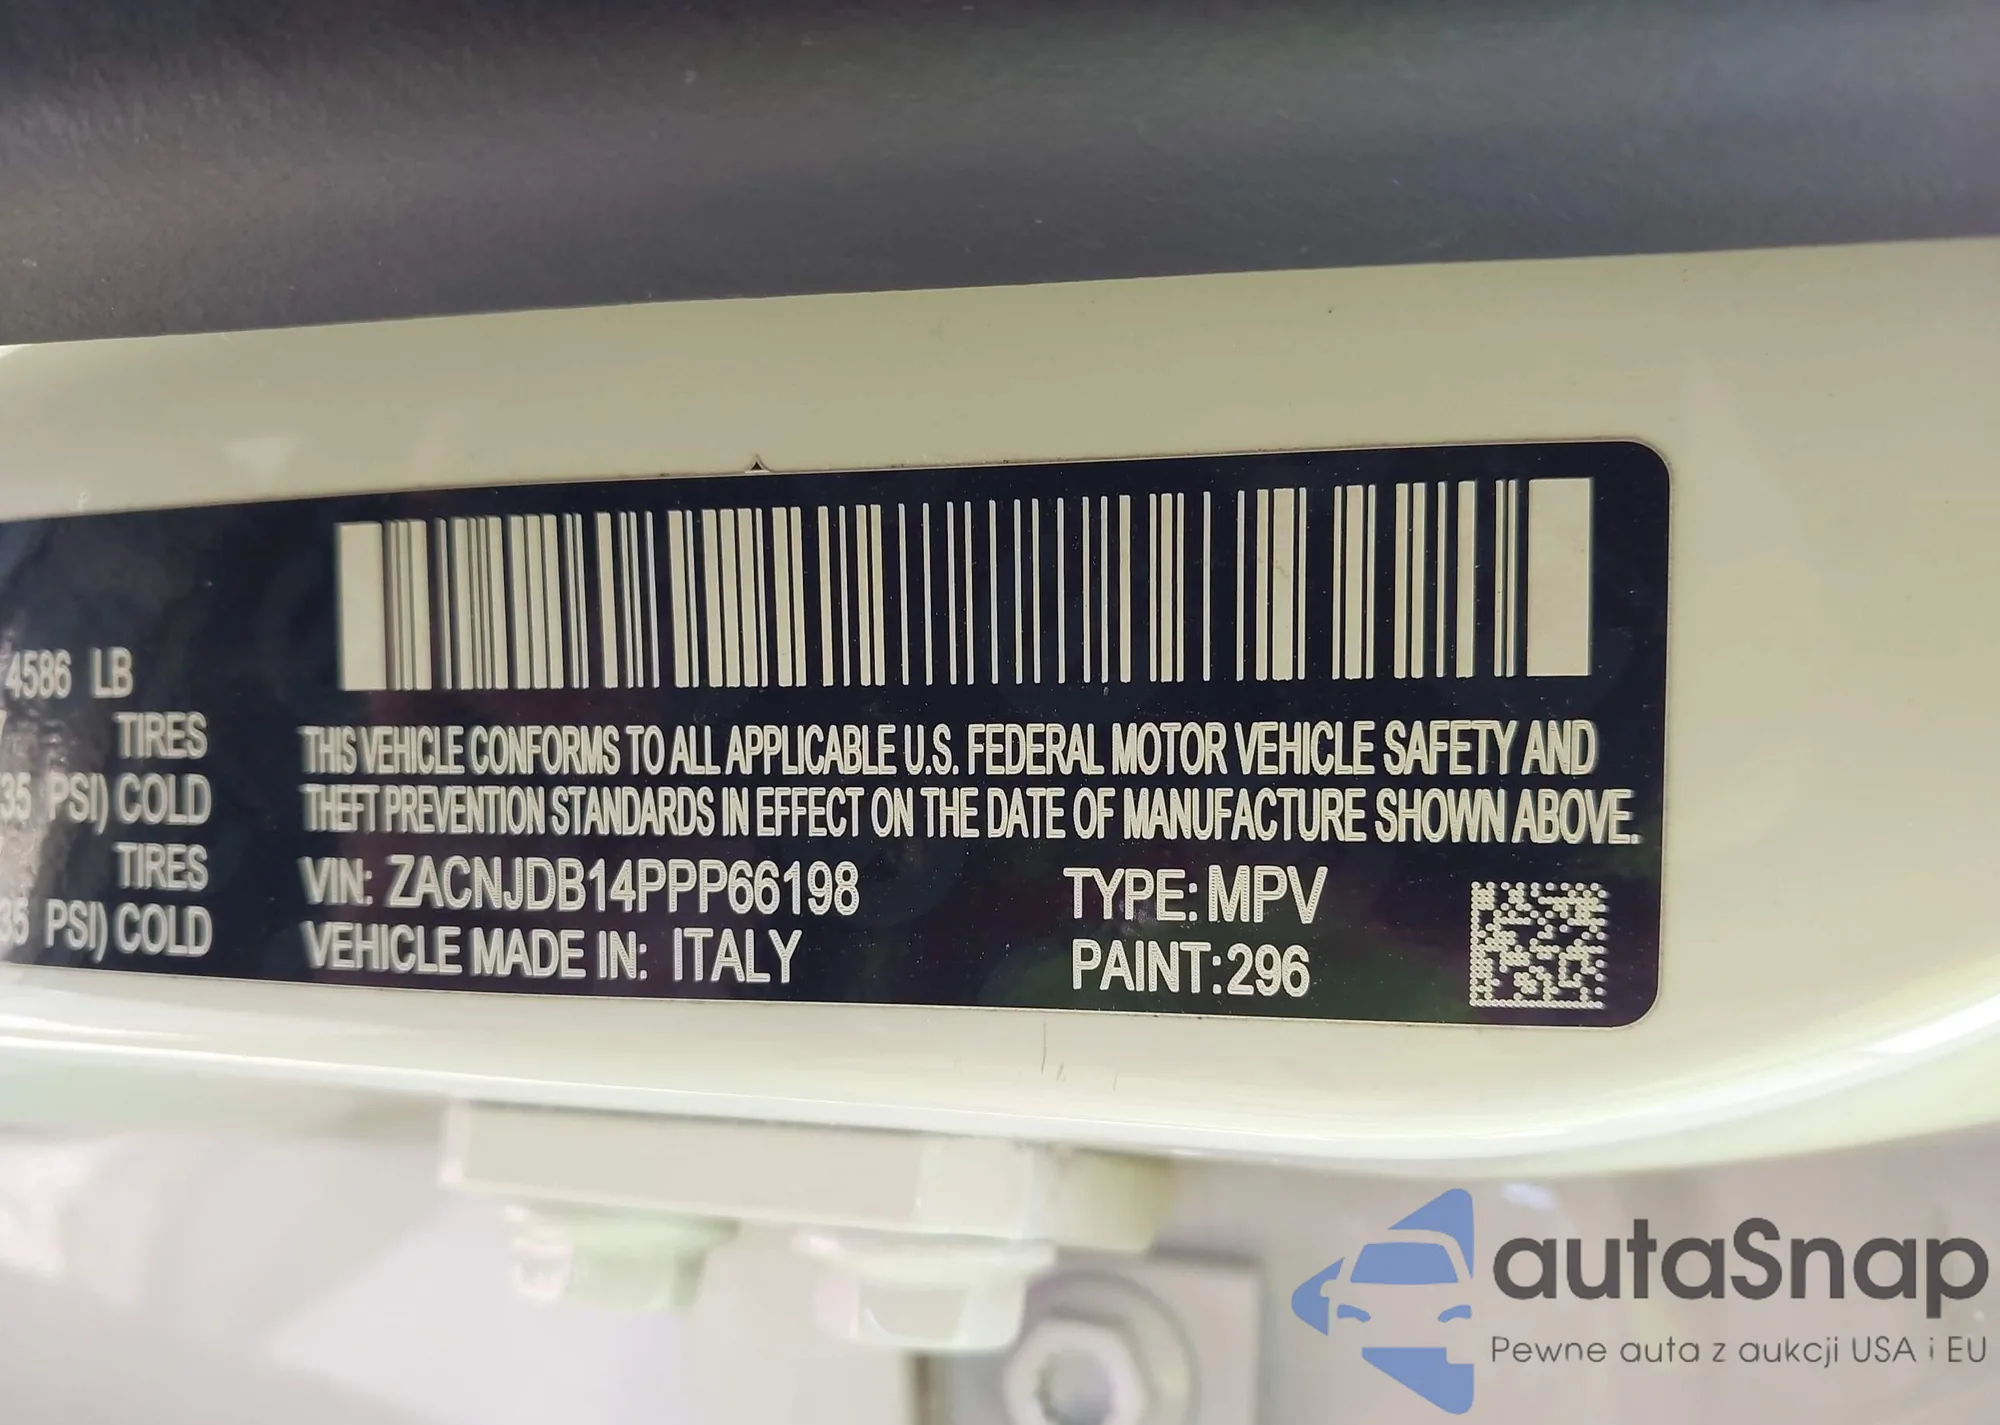 4586 LB
TIRES
35 PSI) COLD
TIRES
35 PSI) COLD
THIS VEHICLE CONFORMS TO ALL APPLICABLE U.S. FEDERAL MOTOR VEHICLE SAFETY AND
THEFT PREVENTION STANDARDS IN EFFECT ON THE DATE OF MANUFACTURE SHOWN ABOVE.
VIN: ZACNJDB14PPP66198 TYPE: MPV
VEHICLE MADE IN: ITALY PAINT: 296
autaSnap
Pewne auta z aukcji USA i EU